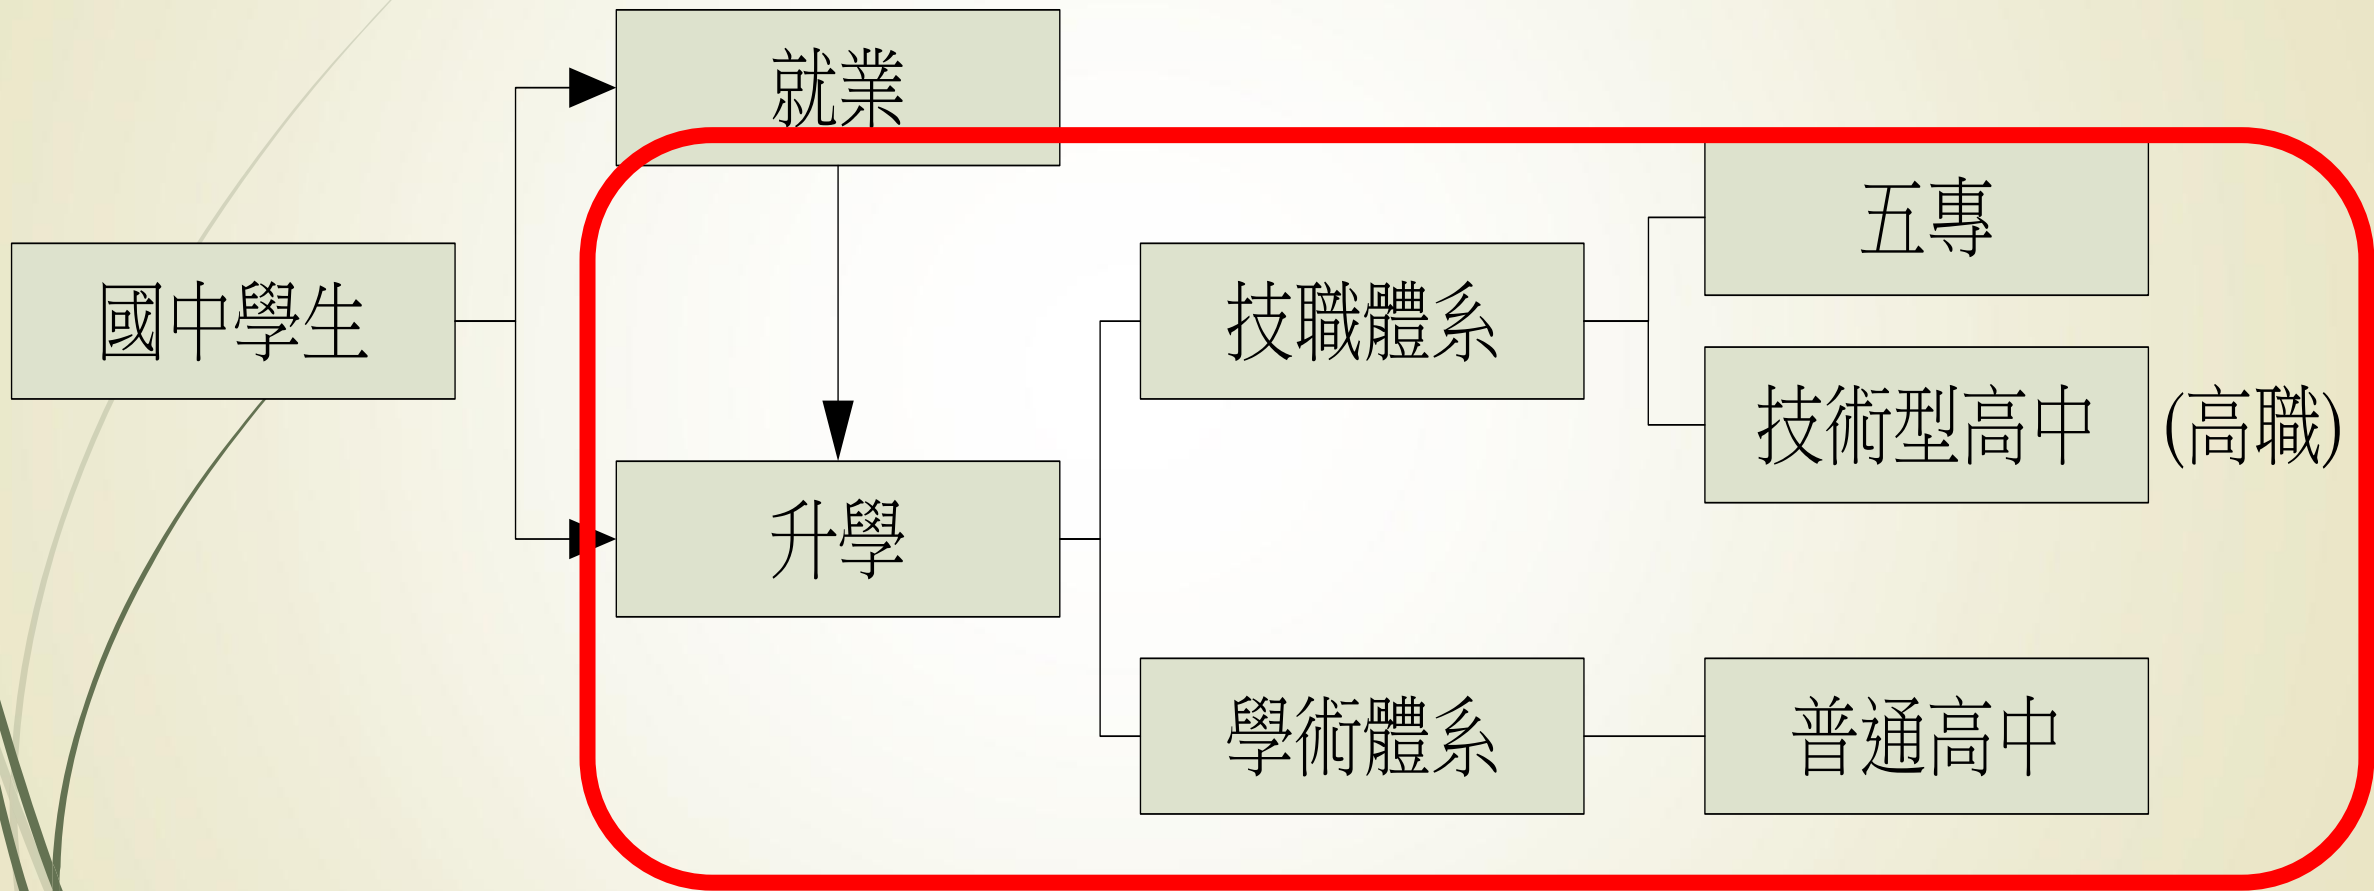 就業
五專
國中學生
技職體系
技術型高中 (高職)
升學
學術體系
普通高中